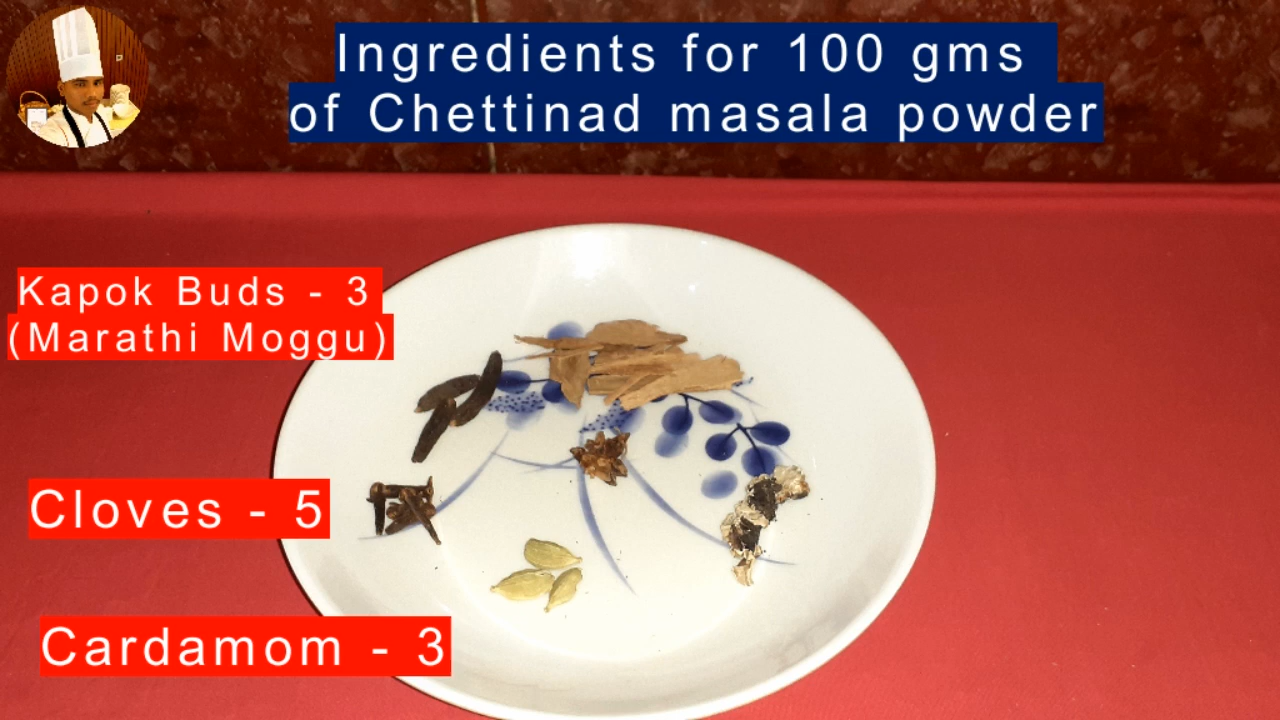 Ingredients for 100 gms
of Chettinad masala powder
Kapok Buds - 3
(Marathi Moggu)
Cloves - 5
Cardamom - 3